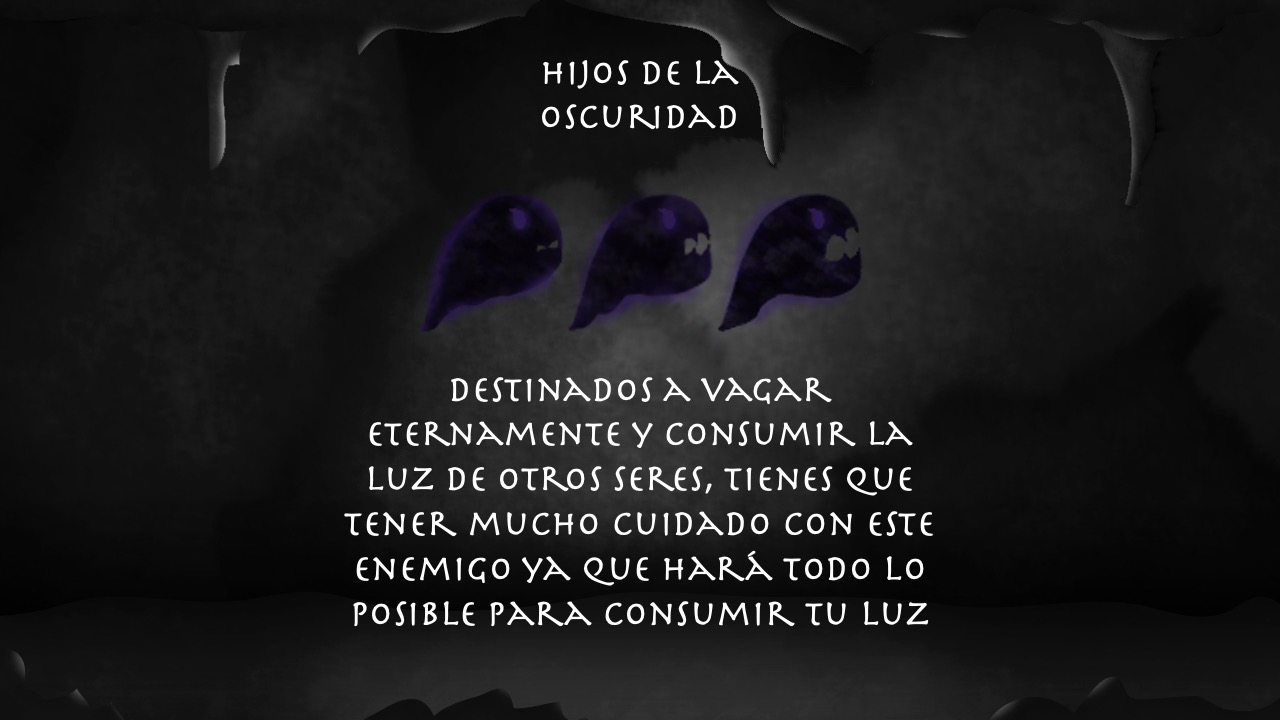 HIJOS DE LA
OSCURIDAD
DESTINADOS A VAGAR
ETERNAMENTE Y CONSUMIR LA
LUZ DE OTROS SERES, TIENES QUE
TENER MUCHO CUIDADO CON ESTE
ENEMIGO YA QUE HARÁ TODO LO
POSIBLE PARA CONSUMIR TU LUZ